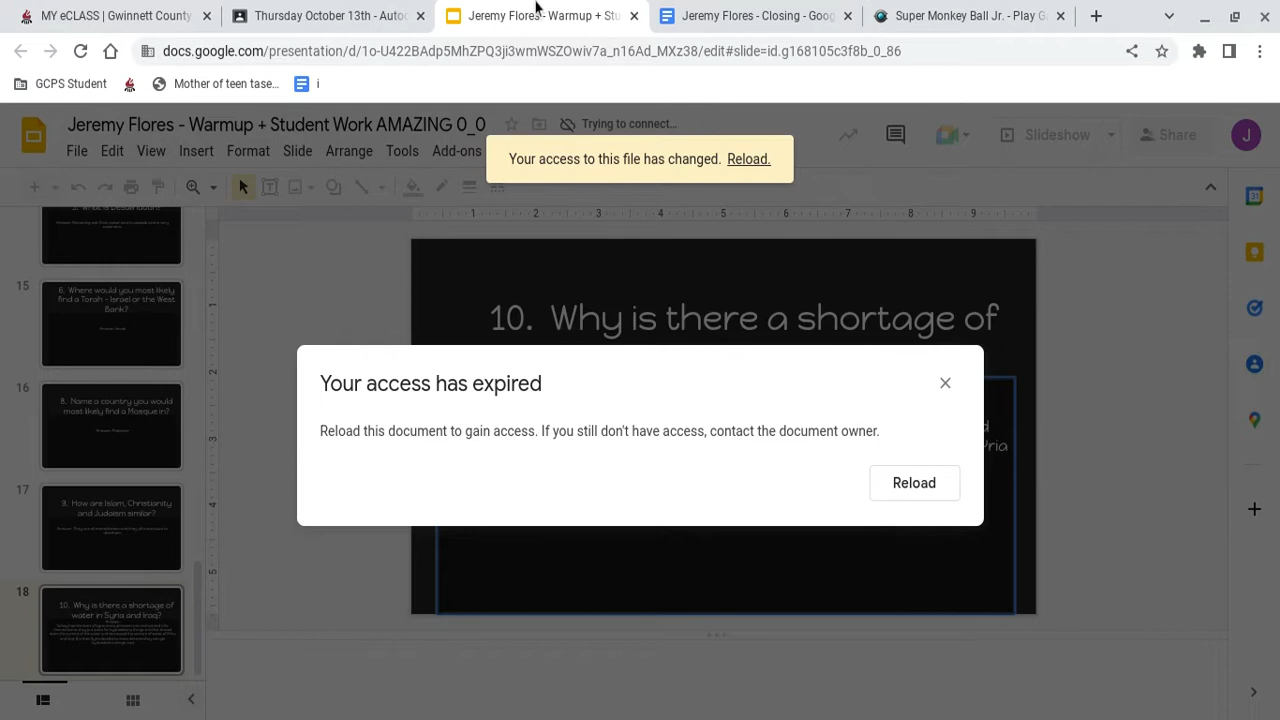 MY eCLASS | Gwinnett County
Thursday October 13th - Au
Jeremy Flores - Warmup + Stu
Jeremy Flores - Closing - Goog
Super Monkey Ball Jr. - Play G
docs.google.com/presentation/d/1o-U422BAdp5MhZPQ3ji3wmWSZOwiv7a_n16Ad_MXz38/edit#slide=id.g168105c3f8b_0_86
GCPS Student
Mother of teen tase...
i
Jeremy Flores - Warmup + Student Work AMAZING 0_0
Trying to connect...
File Edit View Insert Format Slide Arrange Tools Add-ons
Your access to this file has changed. Reload.
Slideshow
Share
J
1 2 3 4 5 6 7 8 9
1
2
3
4
5
15
6. Where would you most likely
find a Torah - Israel or the West
Bank?
16
8. Name a country you would
most likely find a Mosque in?
17
9. How are Islam, Christianity
and Judaism similar?
18
10. Why is there a shortage of
water in Syria and Iraq?
10. Why is there a shortage of
Your access has expired
Reload this document to gain access. If you still don't have access, contact the document owner.
Reload